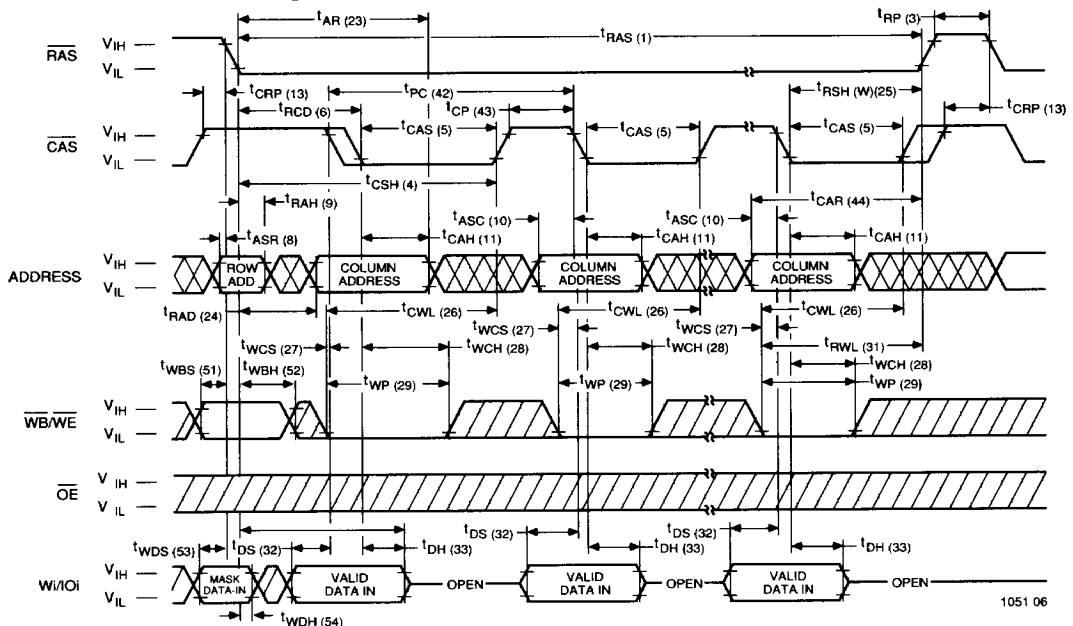 tAR (23)
tRP (3)
RAS
VIH
VIL
tRAS (1)
tCRP (13)
tRCD (6)
tPC (42)
tCP (43)
tRSH (W)(25)
tCRP (13)
CAS
VIH
VIL
tCAS (5)
tCAS (5)
tCAS (5)
tCSH (4)
tRAH (9)
tASC (10)
tASC (10)
tCAR (44)
tASR (8)
tCAH (11)
tCAH (11)
tCAH (11)
ADDRESS
VIH
VIL
ROW ADD
COLUMN ADDRESS
COLUMN ADDRESS
COLUMN ADDRESS
tRAD (24)
tCWL (26)
tCWL (26)
tCWL (26)
tWCS (27)
tWCS (27)
tWCS (27)
tRWL (31)
tWBS (51)
tWBH (52)
tWCH (28)
tWCH (28)
tWCH (28)
tWP (29)
tWP (29)
tWP (29)
WB/WE
VIH
VIL
OE
V IH
V IL
tWDS (53)
tDS (32)
tDH (33)
tDS (32)
tDH (33)
tDS (32)
tDH (33)
Wi/IOi
VIH
VIL
MASK DATA-IN
VALID DATA IN
OPEN
VALID DATA IN
OPEN
VALID DATA IN
OPEN
tWDH (54)
1051 06